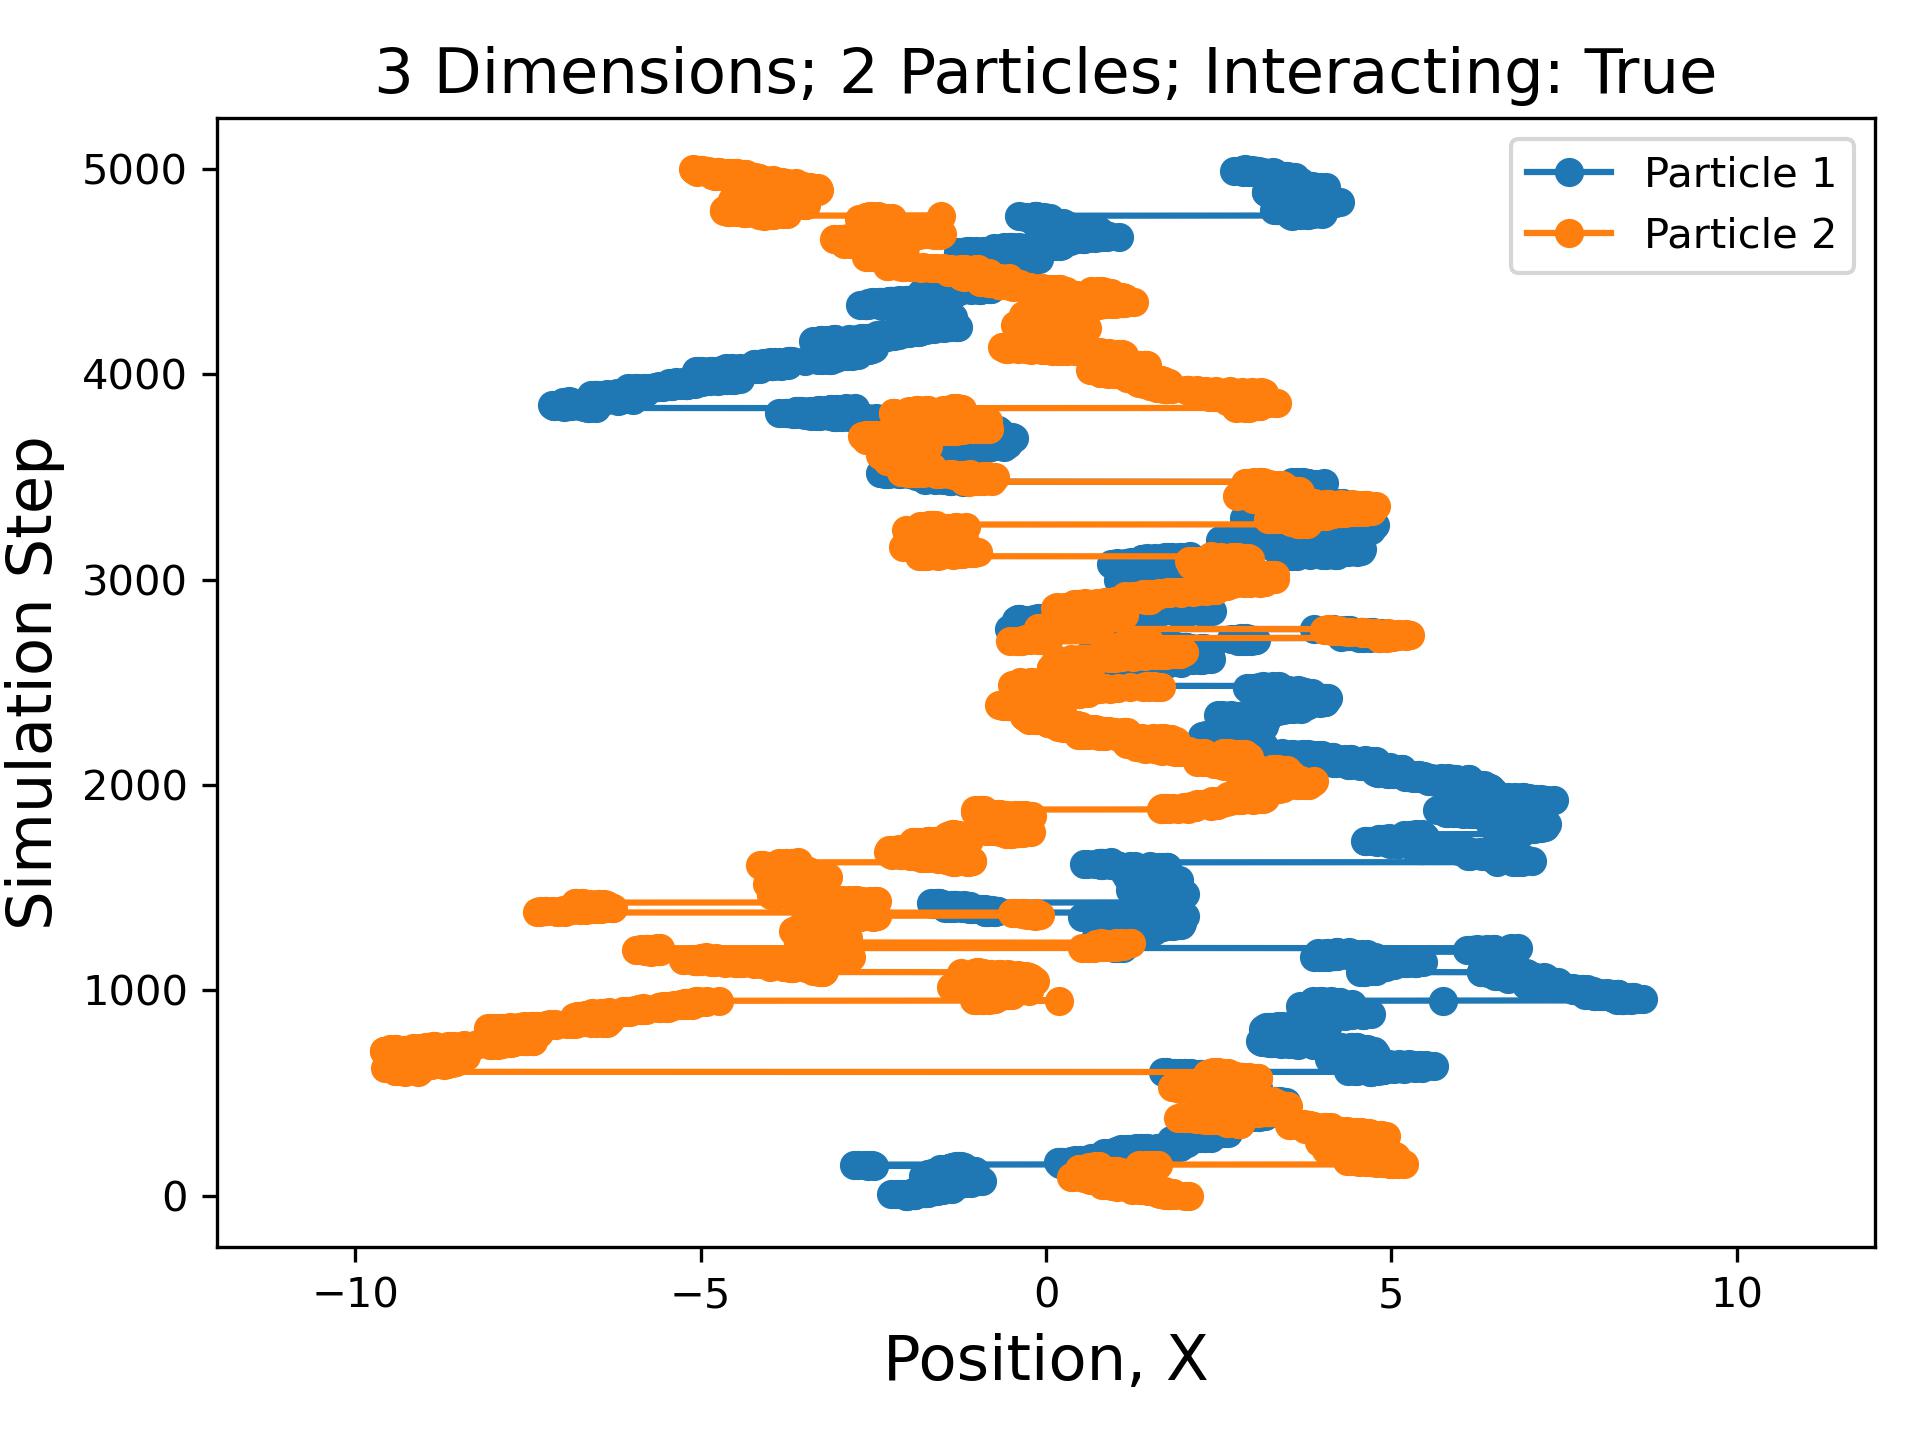 3 Dimensions; 2 Particles; Interacting: True
Particle 1
Particle 2
5000
4000
3000
2000
1000
0
Simulation Step
−10
−5
0
5
10
Position, X